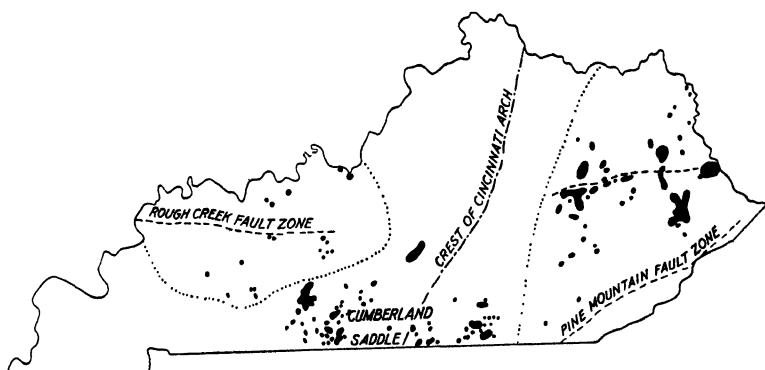 CREST OF CINCINNATI ARCH
ROUGH CREEK FAULT ZONE
PINE MOUNTAIN FAULT ZONE
CUMBERLAND
SADDLE